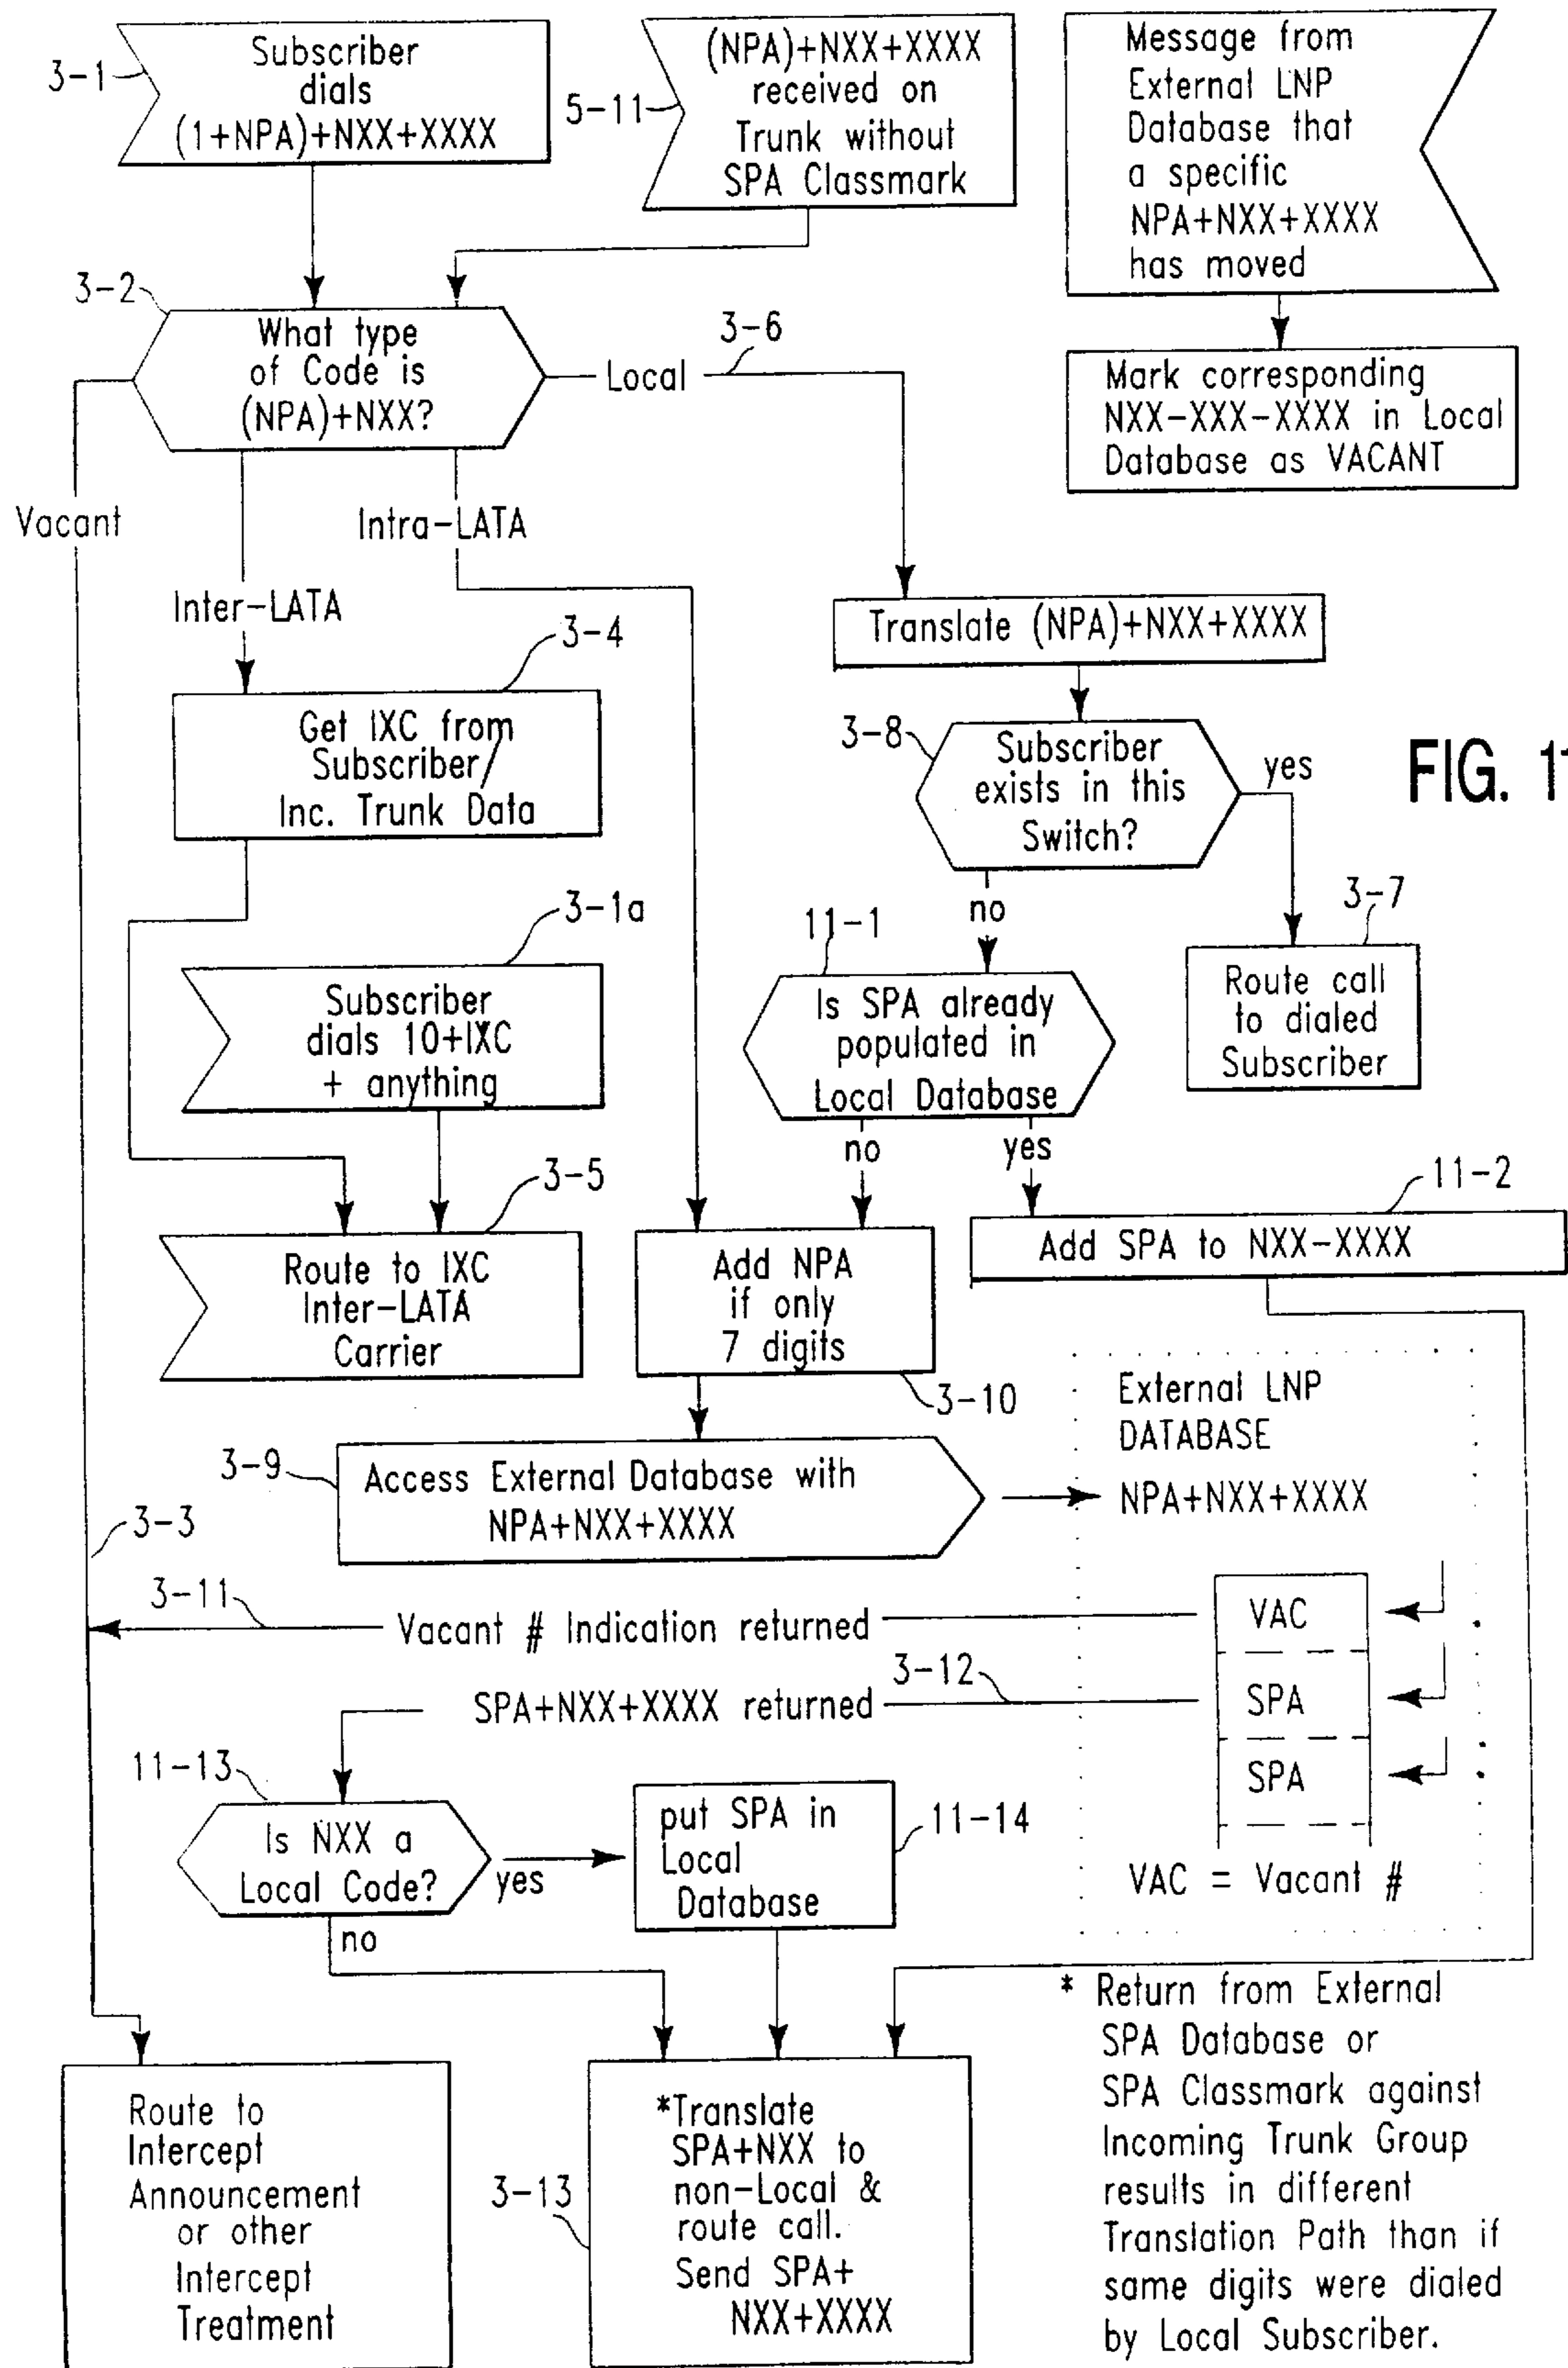 3-1
Subscriber
dials
(1+NPA)+NXX+XXXX
5-11
(NPA)+NXX+XXXX
received on
Trunk without
SPA Classmark
Message from
External LNP
Database that
a specific
NPA+NXX+XXXX
has moved
3-2
What type
of Code is
(NPA)+NXX?
Local
3-6
Mark corresponding
NXX-XXX-XXXX in Local
Database as VACANT
Vacant
Intra-LATA
Inter-LATA
Translate (NPA)+NXX+XXXX
3-4
Get IXC from
Subscriber/
Inc. Trunk Data
3-8
Subscriber
exists in this
Switch?
yes
no
FIG. 11
3-7
Route call
to dialed
Subscriber
3-1a
Subscriber
dials 10+IXC
+ anything
11-1
Is SPA already
populated in
Local Database
no
yes
3-5
Route to IXC
Inter-LATA
Carrier
Add NPA
if only
7 digits
3-10
11-2
Add SPA to NXX-XXXX
External LNP
DATABASE
NPA+NXX+XXXX
3-9
Access External Database with
NPA+NXX+XXXX
3-3
3-11
Vacant # Indication returned
VAC
3-12
SPA+NXX+XXXX returned
SPA
SPA
VAC = Vacant #
11-13
Is NXX a
Local Code?
yes
no
put SPA in
Local
Database
11-14
Route to
Intercept
Announcement
or other
Intercept
Treatment
3-13
*Translate
SPA+NXX to
non-Local &
route call.
Send SPA+
NXX+XXXX
* Return from External
SPA Database or
SPA Classmark against
Incoming Trunk Group
results in different
Translation Path than if
same digits were dialed
by Local Subscriber.